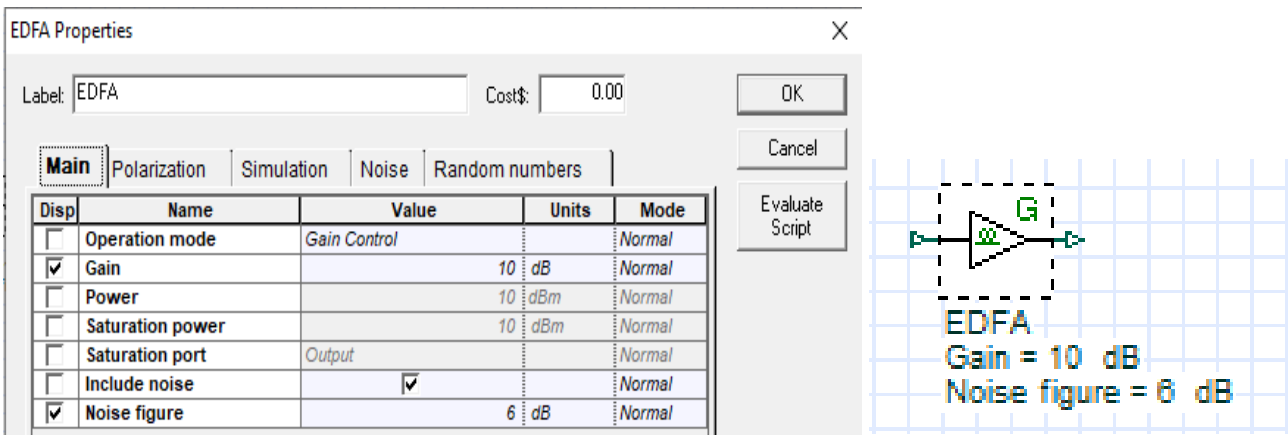 EDFA Properties
Label: EDFA Cost$: 0.00 OK
Cancel
Main Polarization Simulation Noise Random numbers
Evaluate Script
Disp Name Value Units Mode
Operation mode Gain Control Normal
Gain 10 dB Normal
Power 10 dBm Normal
Saturation power 10 dBm Normal
Saturation port Output Normal
Include noise Normal
Noise figure 6 dB Normal
G
EDFA
Gain = 10 dB
Noise figure = 6 dB